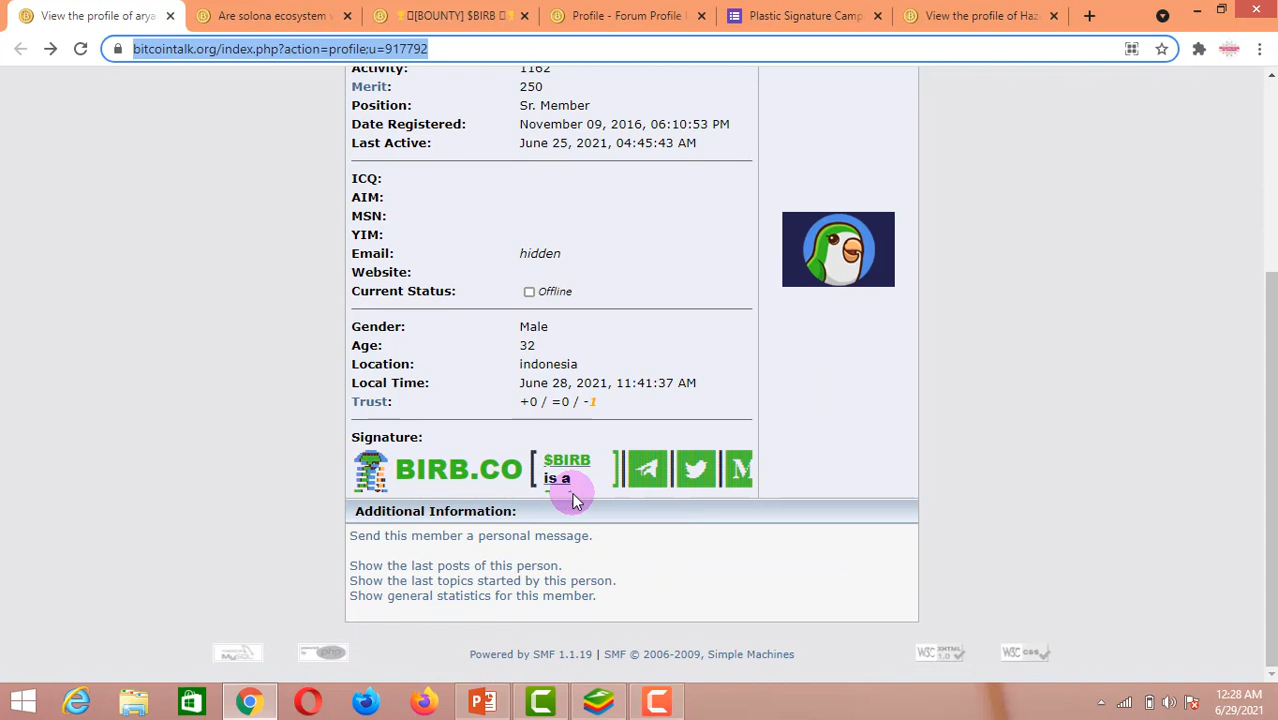 View the profile of arya
Are solona ecosystem
[BOUNTY] $BIRB
Profile - Forum Profile
Plastic Signature Camp
View the profile of Haz
bitcointalk.org/index.php?action=profile;u=917792
Activity: 1162
Merit: 250
Position: Sr. Member
Date Registered: November 09, 2016, 06:10:53 PM
Last Active: June 25, 2021, 04:45:43 AM
ICQ:
AIM:
MSN:
YIM:
Email: hidden
Website:
Current Status: Offline
Gender: Male
Age: 32
Location: indonesia
Local Time: June 28, 2021, 11:41:37 AM
Trust: +0 / =0 / -1
Signature:
BIRB.CO [ $BIRB ]
is a
Additional Information:
Send this member a personal message.
Show the last posts of this person.
Show the last topics started by this person.
Show general statistics for this member.
Powered by SMF 1.1.19 | SMF © 2006-2009, Simple Machines
12:28 AM
6/29/2021